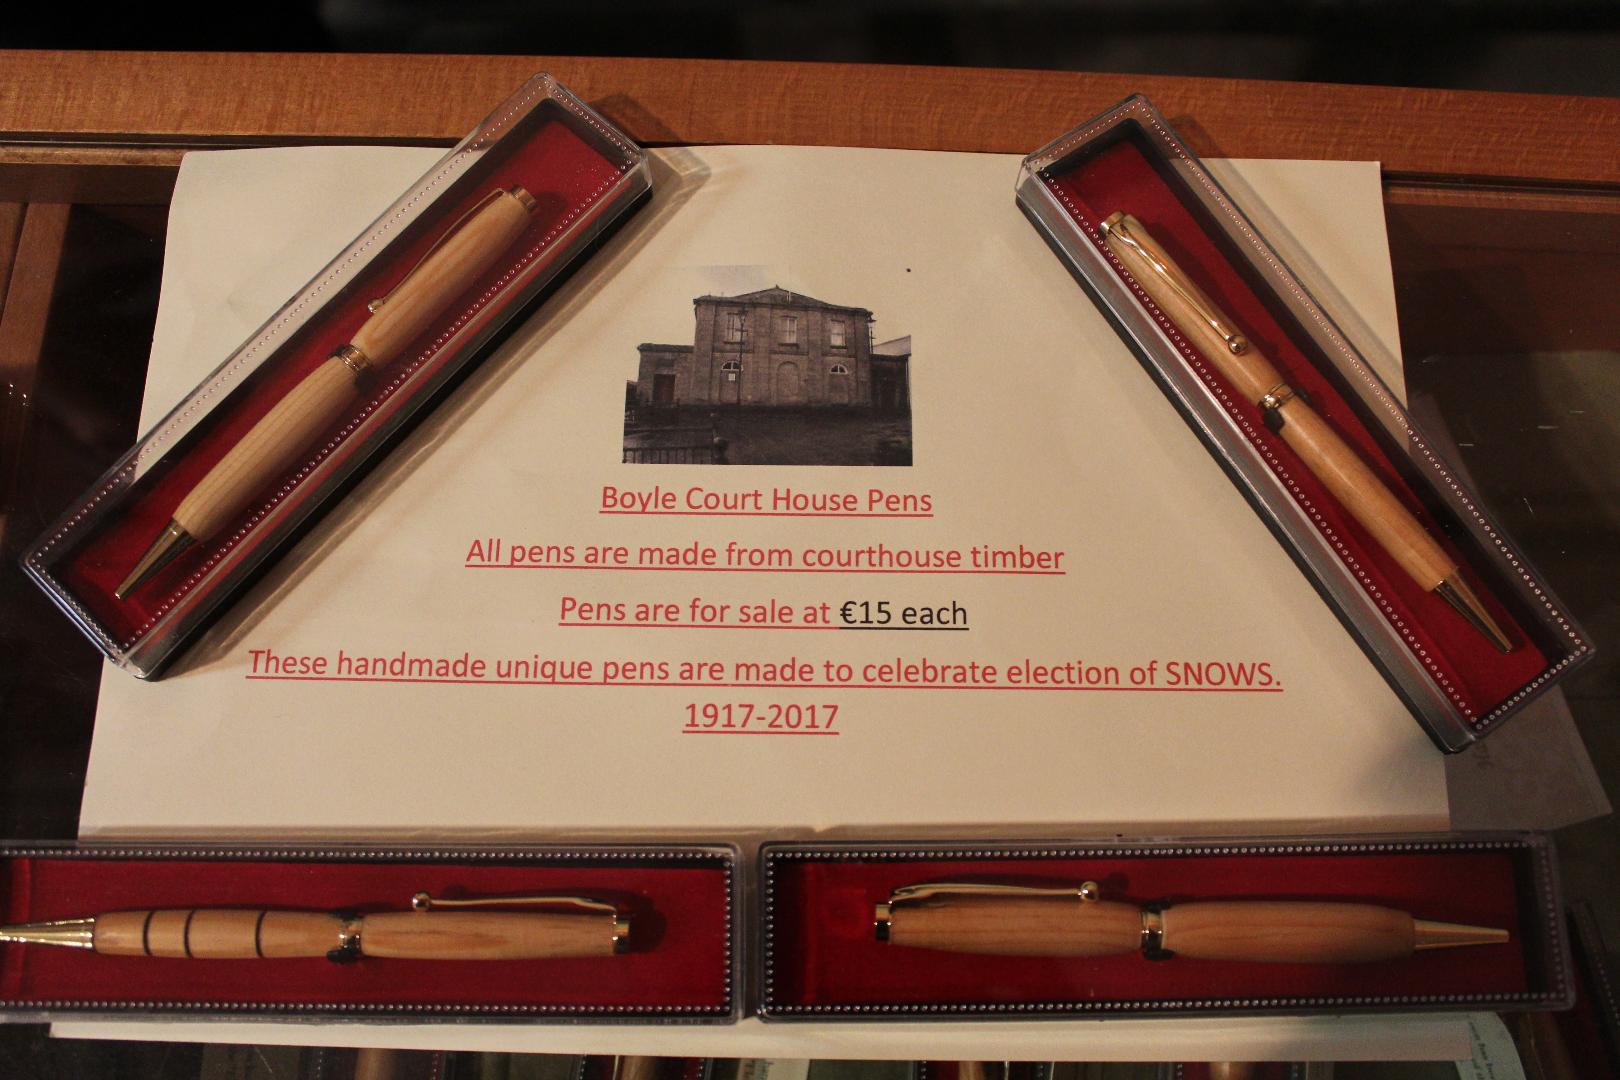 Boyle Court House Pens
All pens are made from courthouse timber
Pens are for sale at €15 each
These handmade unique pens are made to celebrate election of SNOWS.
1917-2017